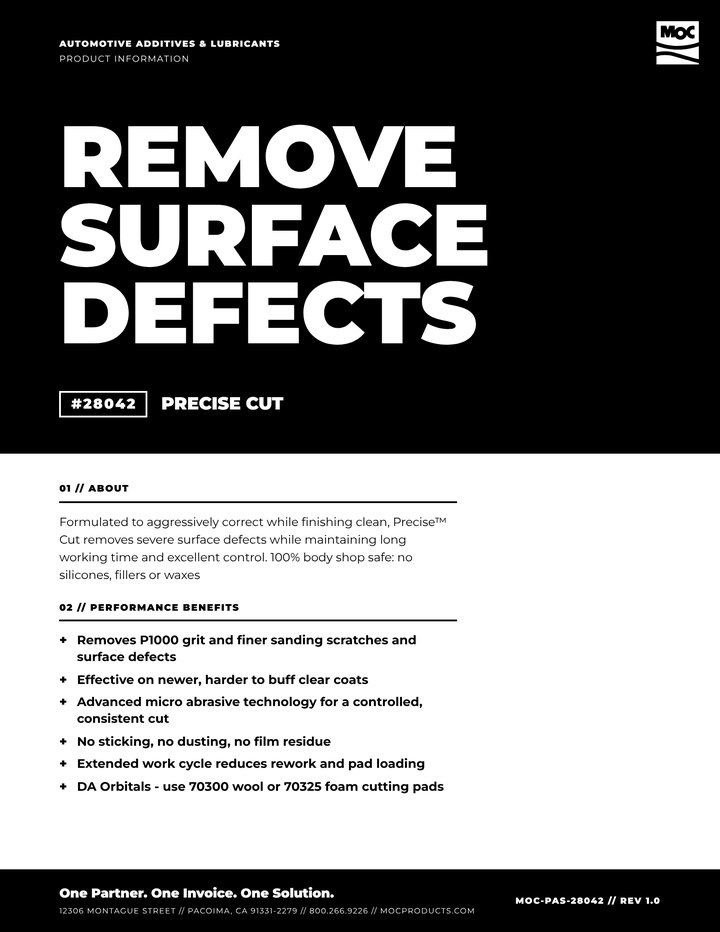 AUTOMOTIVE ADDITIVES & LUBRICANTS
PRODUCT INFORMATION
MOC
REMOVE
SURFACE
DEFECTS
#28042 PRECISE CUT
01 // ABOUT
Formulated to aggressively correct while finishing clean, Precise™
Cut removes severe surface defects while maintaining long
working time and excellent control. 100% body shop safe: no
silicones, fillers or waxes
02 // PERFORMANCE BENEFITS
+ Removes P1000 grit and finer sanding scratches and
surface defects
+ Effective on newer, harder to buff clear coats
+ Advanced micro abrasive technology for a controlled,
consistent cut
+ No sticking, no dusting, no film residue
+ Extended work cycle reduces rework and pad loading
+ DA Orbitals - use 70300 wool or 70325 foam cutting pads
One Partner. One Invoice. One Solution.
12306 MONTAGUE STREET // PACOIMA, CA 91331-2279 // 800.266.9226 // MOCPRODUCTS.COM
MOC-PAS-28042 // REV 1.0